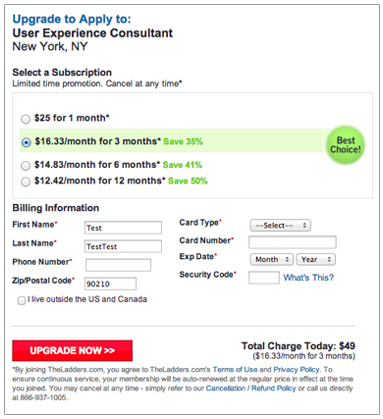 Upgrade to Apply to:
User Experience Consultant
New York, NY
Select a Subscription
Limited time promotion. Cancel at any time*
$25 for 1 month*
$16.33/month for 3 months* Save 35%
Best
Choice!
$14.83/month for 6 months* Save 41%
$12.42/month for 12 months* Save 50%
Billing Information
First Name* Test
Last Name* TestTest
Phone Number*
Zip/Postal Code* 90210
I live outside the US and Canada
Card Type* --Select--
Card Number*
Exp Date* Month Year
Security Code* What's This?
UPGRADE NOW >>
Total Charge Today: $49
($16.33/month for 3 months)
*By joining TheLadders.com, you agree to TheLadders.com's Terms of Use and Privacy Policy. To
ensure continuous service, your membership will be auto-renewed at the regular price in effect at the time
you joined. You may cancel at any time - simply refer to our Cancellation / Refund Policy or call us directly
at 866-937-1005.